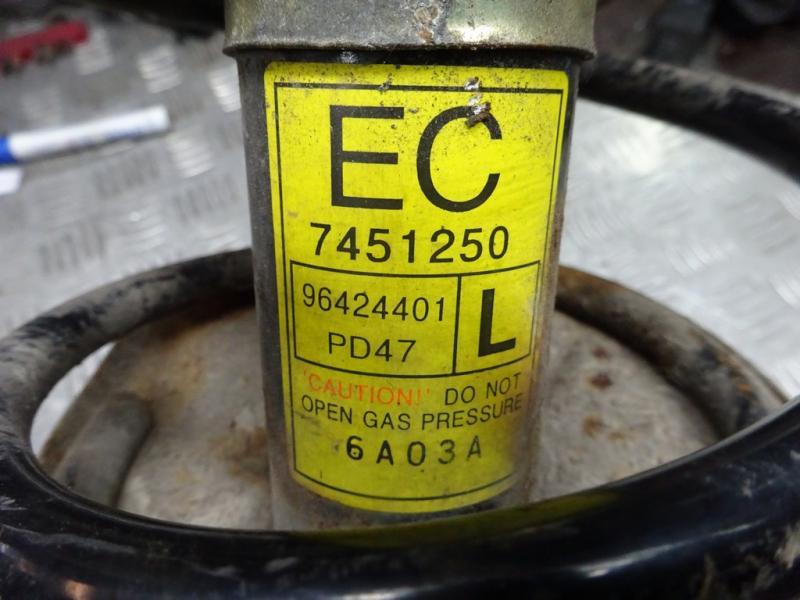 EC
7451250
96424401
PD47
L
'CAUTION!' DO NOT
OPEN GAS PRESSURE
6A03A